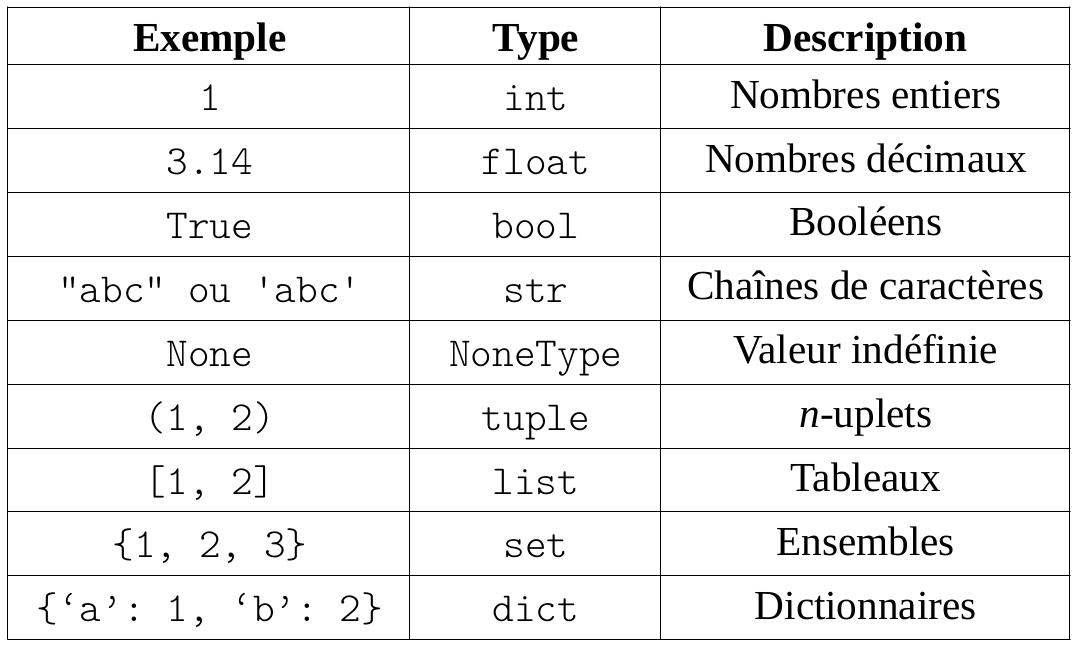 Exemple Type Description
1 int Nombres entiers
3.14 float Nombres décimaux
True bool Booléens
"abc" ou 'abc' str Chaînes de caractères
None NoneType Valeur indéfinie
(1, 2) tuple n-uplets
[1, 2] list Tableaux
{1, 2, 3} set Ensembles
{‘a’: 1, ‘b’: 2} dict Dictionnaires